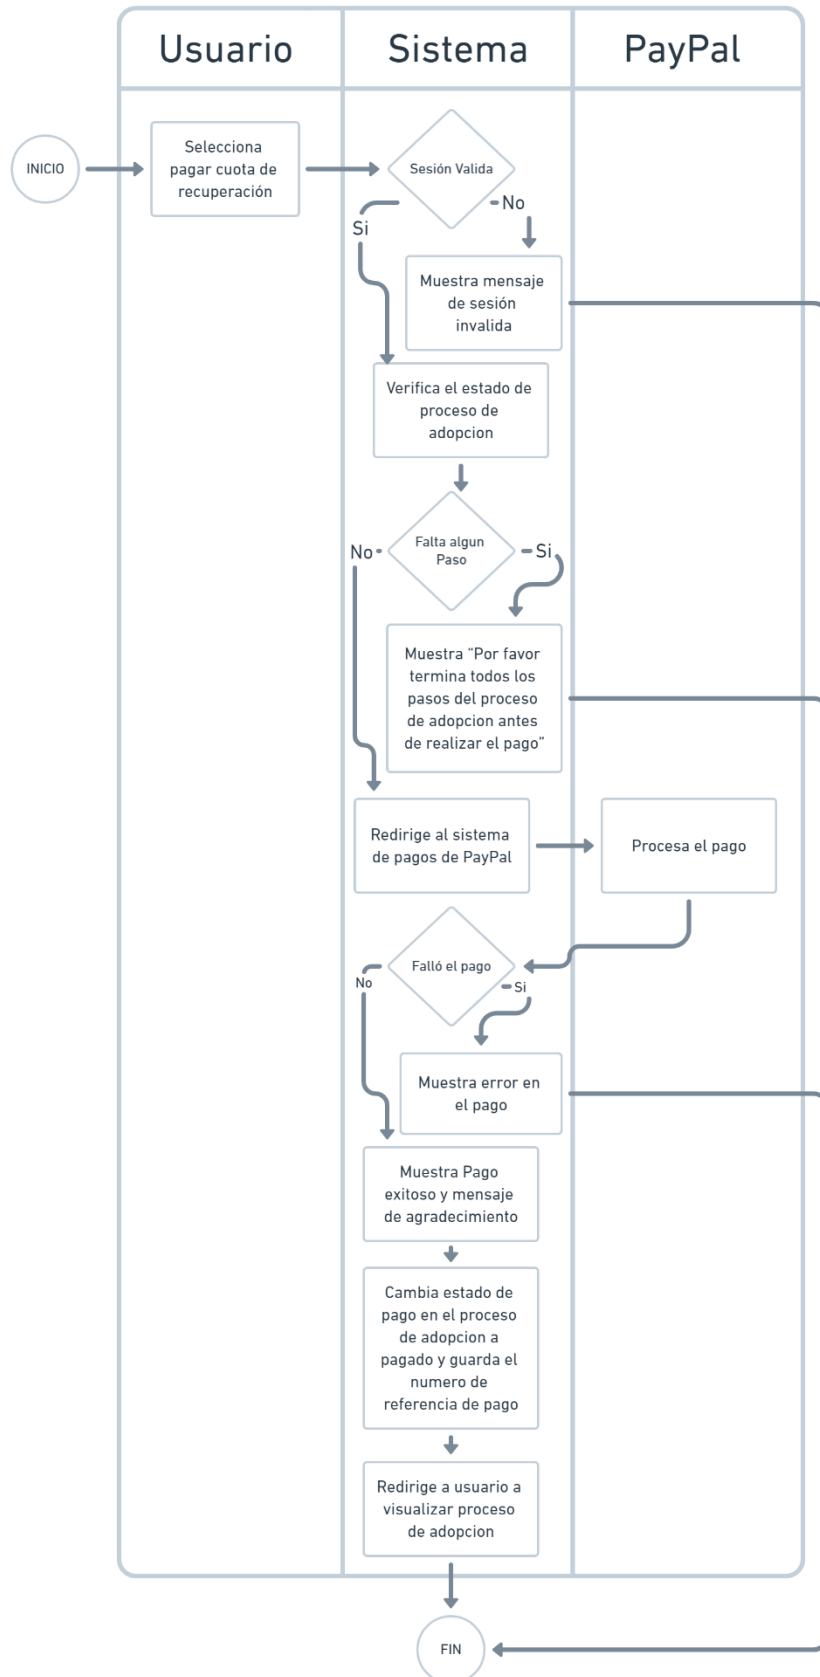 Usuario
Sistema
PayPal
INICIO
Selecciona
pagar cuota de
recuperación
Sesión Valida
No
Si
Muestra mensaje
de sesión
invalida
Verifica el estado de
proceso de
adopcion
Falta algun
Paso
No
Si
Muestra “Por favor
termina todos los
pasos del proceso
de adopcion antes
de realizar el pago”
Redirige al sistema
de pagos de PayPal
Procesa el pago
Falló el pago
No
Si
Muestra error en
el pago
Muestra Pago
exitoso y mensaje
de agradecimiento
Cambia estado de
pago en el proceso
de adopcion a
pagado y guarda el
numero de
referencia de pago
Redirige a usuario a
visualizar proceso
de adopcion
FIN